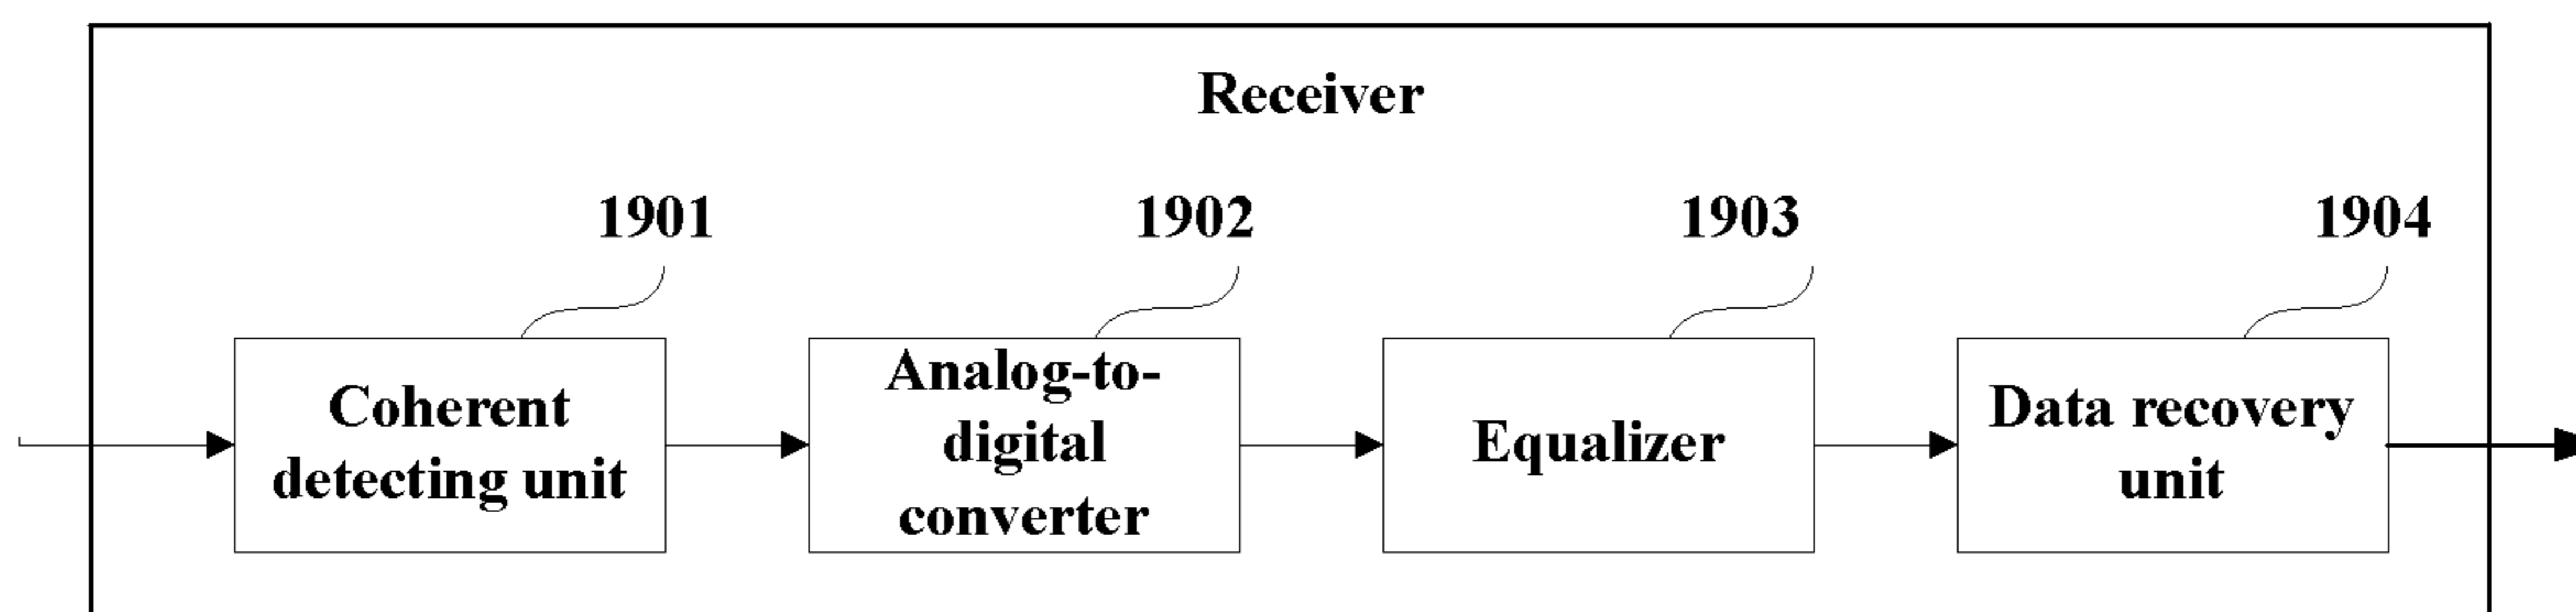 Receiver
1901
1902
1903
1904
Coherent
detecting unit
Analog-to-
digital
converter
Equalizer
Data recovery
unit